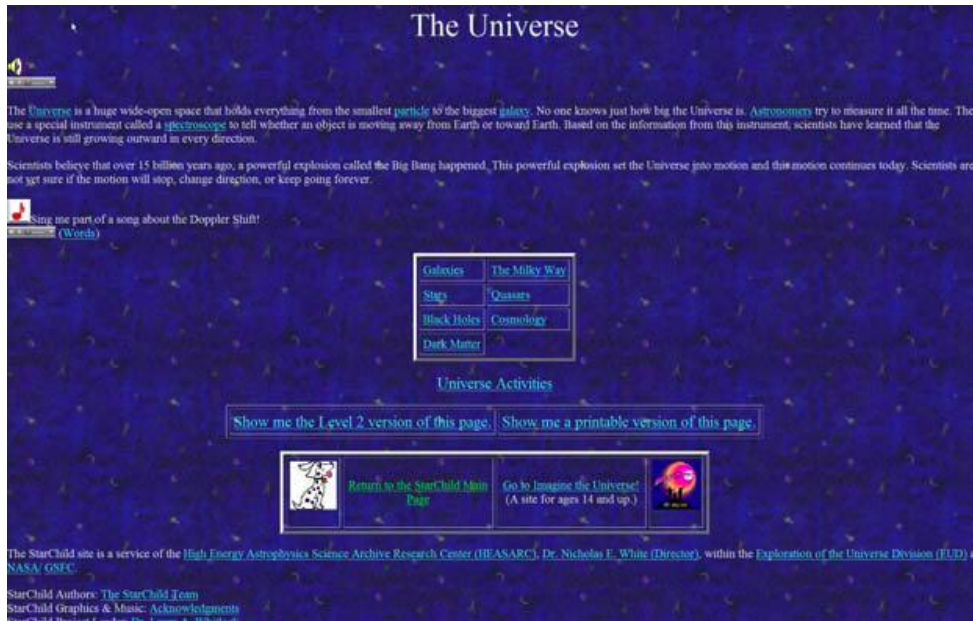 The Universe
The Universe is a huge wide-open space that holds everything from the smallest particle to the biggest galaxy. No one knows just how big the Universe is. Astronomers try to measure it all the time. The
use a special instrument called a spectroscope to tell whether an object is moving away from Earth or toward Earth. Based on the information from this instrument, scientists have learned that the
Universe is still growing outward in every direction.
Scientists believe that over 15 billion years ago, a powerful explosion called the Big Bang happened. This powerful explosion set the Universe into motion and this motion continues today. Scientists are
not yet sure if the motion will stop, change direction, or keep going forever.
Sing me part of a song about the Doppler Shift!
(Words)
Galaxies The Milky Way
Stars Quasars
Black Holes Cosmology
Dark Matter
Universe Activities
Show me the Level 2 version of this page. Show me a printable version of this page.
Return to the StarChild Main Page
Go to Imagine the Universe!
(A site for ages 14 and up.)
The StarChild site is a service of the High Energy Astrophysics Science Archive Research Center (HEASARC), Dr. Nicholas E. White (Director), within the Exploration of the Universe Division (EUD) a
NASA/ GSFC.
StarChild Authors: The StarChild Team
StarChild Graphics & Music: Acknowledgments
StarChild Project Leader: Dr. Laura A. Whitlock